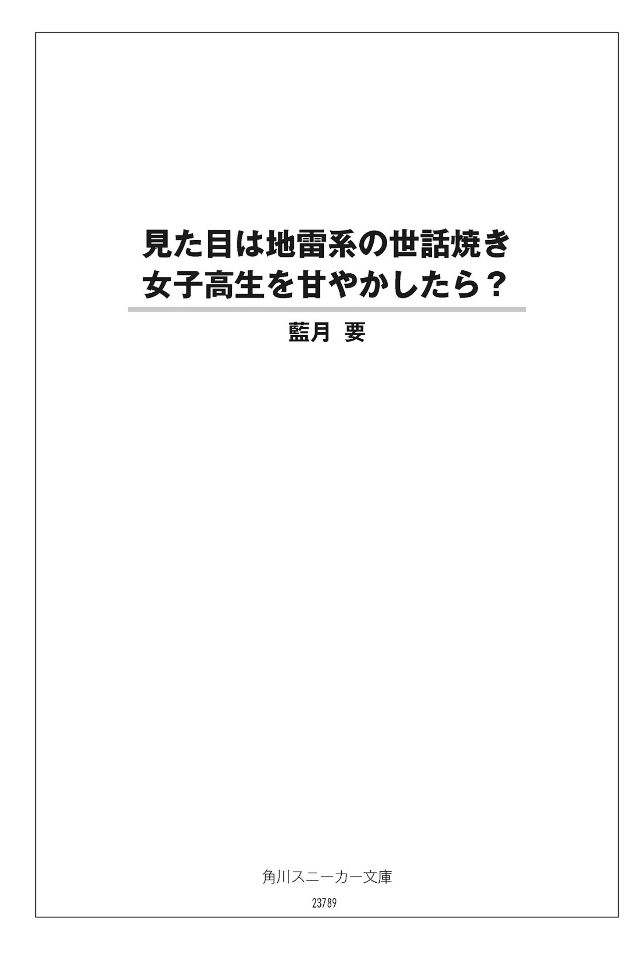 見た目は地雷系の世話焼き
女子高生を甘やかしたら？
藍月 要
角川スニーカー文庫
23789